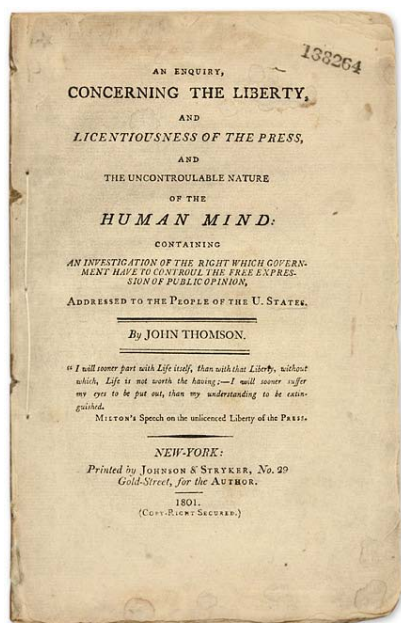 138264
AN ENQUIRY,
CONCERNING THE LIBERTY,
AND
LICENTIOUSNESS OF THE PRESS,
AND
THE UNCONTROULABLE NATURE
OF THE
HUMAN MIND:
CONTAINING
AN INVESTIGATION OF THE RIGHT WHICH GOVERN-
MENT HAVE TO CONTROUL THE FREE EXPRES-
SION OF PUBLIC OPINION,
ADDRESSED TO THE PEOPLE OF THE U. STATES.
By JOHN THOMSON.
“ I will sooner part with Life itself, than with that Liberty, without
which, Life is not worth the having;—I will sooner suffer
my eyes to be put out, than my understanding to be extin-
guished.
MILTON's Speech on the unlicenced Liberty of the PRESS.
NEW-YORK:
Printed by JOHNSON & STRYKER, No. 29
Gold-Street, for the AUTHOR.
1801.
(COPY-RIGHT SECURED.)